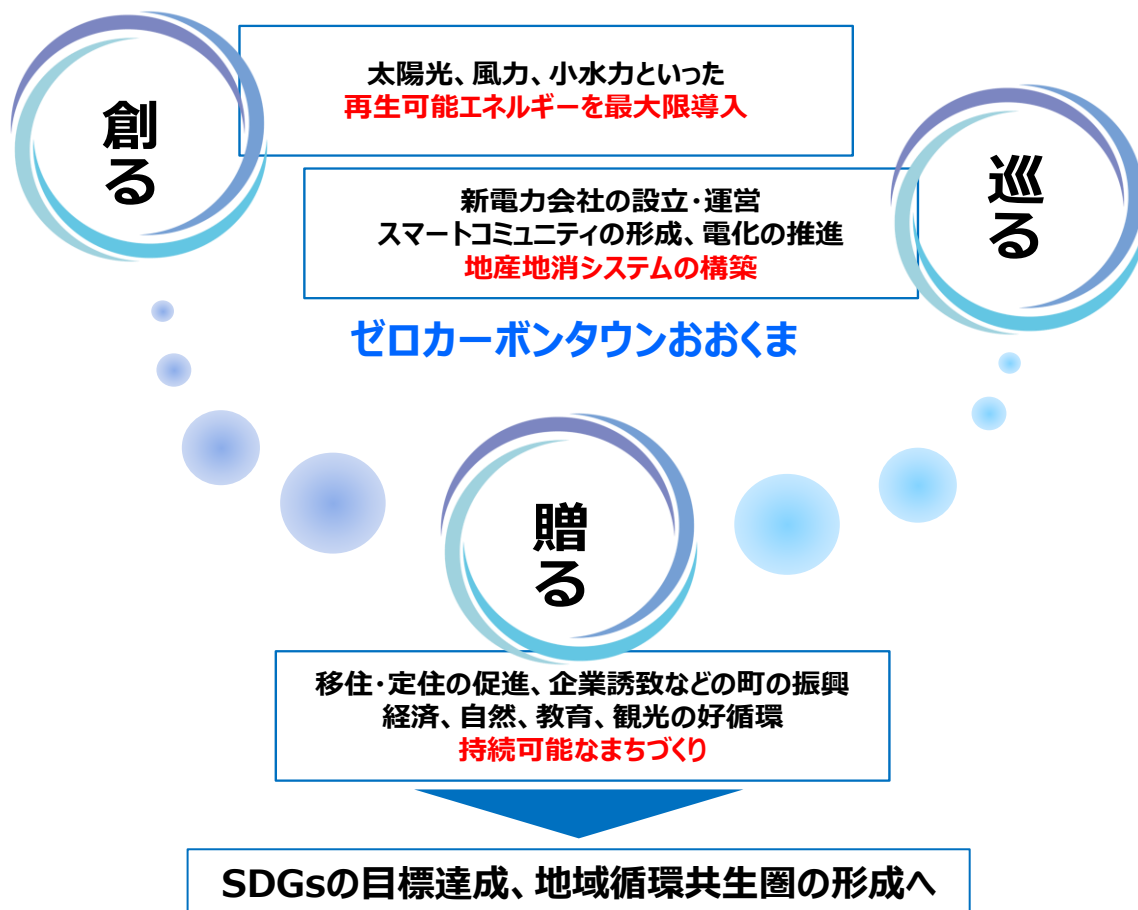 創る
太陽光、風力、小水力といった
再生可能エネルギーを最大限導入
巡る
新電力会社の設立・運営
スマートコミュニティの形成、電化の推進
地産地消システムの構築
ゼロカーボンタウンおおくま
贈る
移住・定住の促進、企業誘致などの町の振興
経済、自然、教育、観光の好循環
持続可能なまちづくり
SDGsの目標達成、地域循環共生圏の形成へ